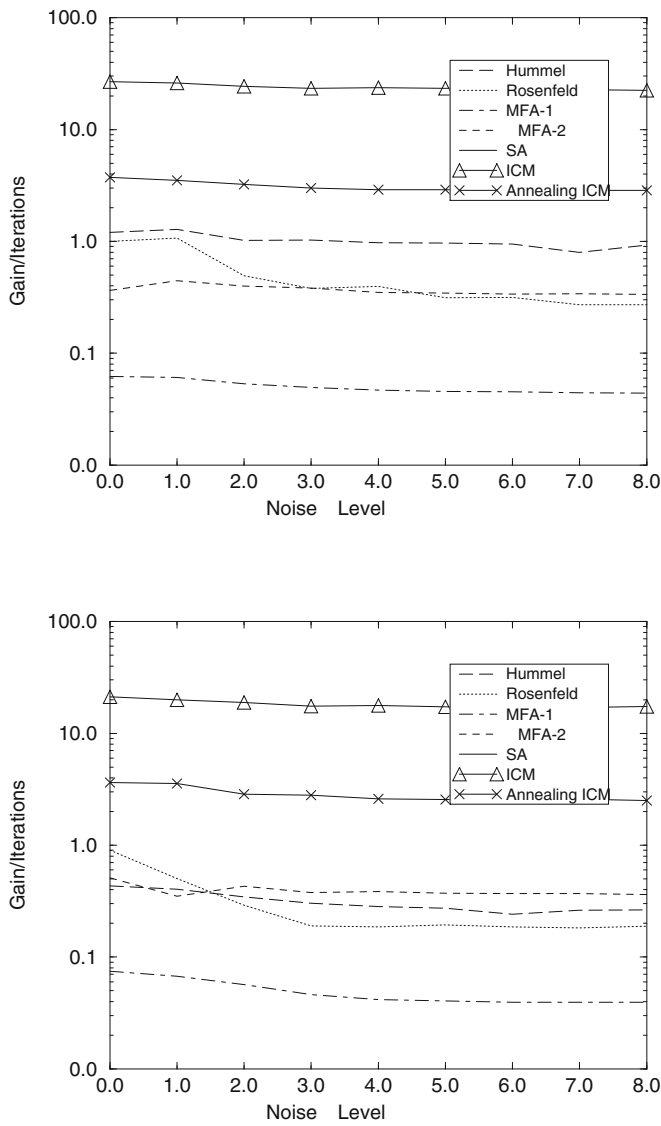 100.0
10.0
1.0
0.1
0.0
Gain/Iterations
Hummel
Rosenfeld
MFA-1
MFA-2
SA
ICM
Annealing ICM
0.0 1.0 2.0 3.0 4.0 5.0 6.0 7.0 8.0
Noise Level
100.0
10.0
1.0
0.1
0.0
Gain/Iterations
Hummel
Rosenfeld
MFA-1
MFA-2
SA
ICM
Annealing ICM
0.0 1.0 2.0 3.0 4.0 5.0 6.0 7.0 8.0
Noise Level